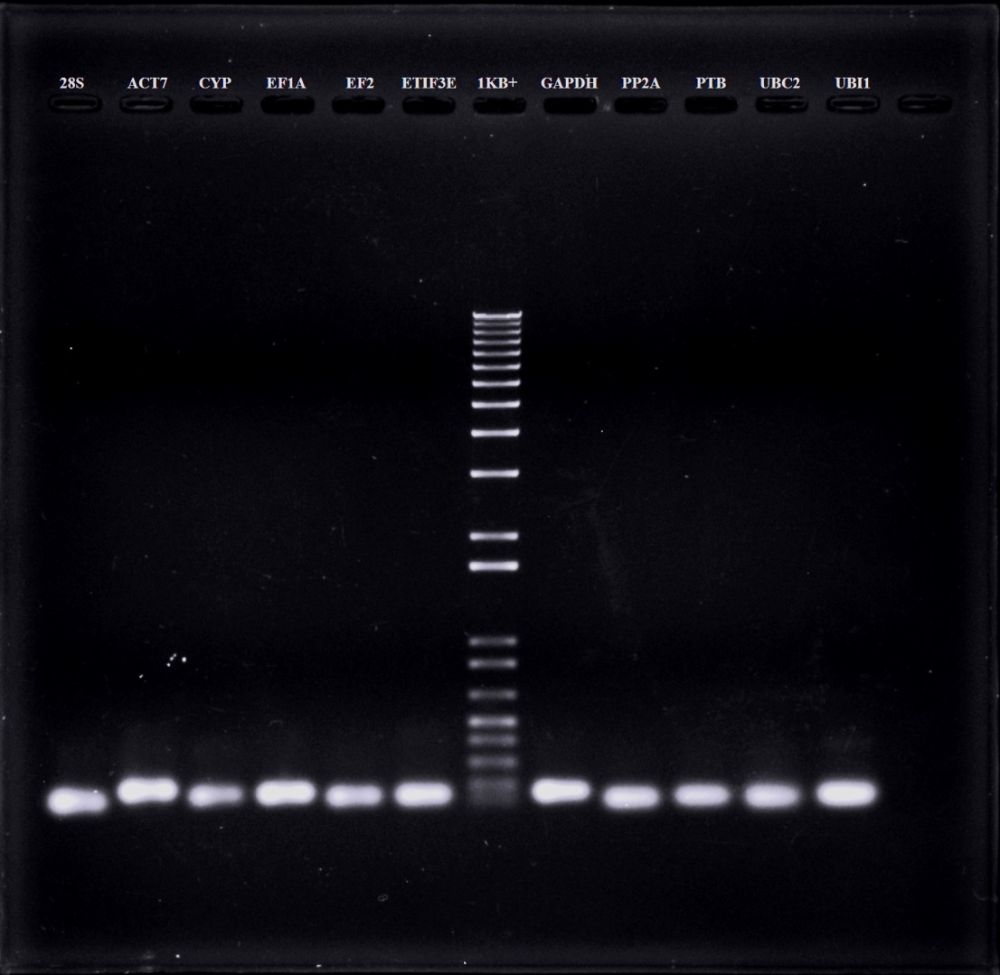 28S ACT7 CYP EF1A EF2 ETIF3E 1KB+ GAPDH PP2A PTB UBC2 UBI1